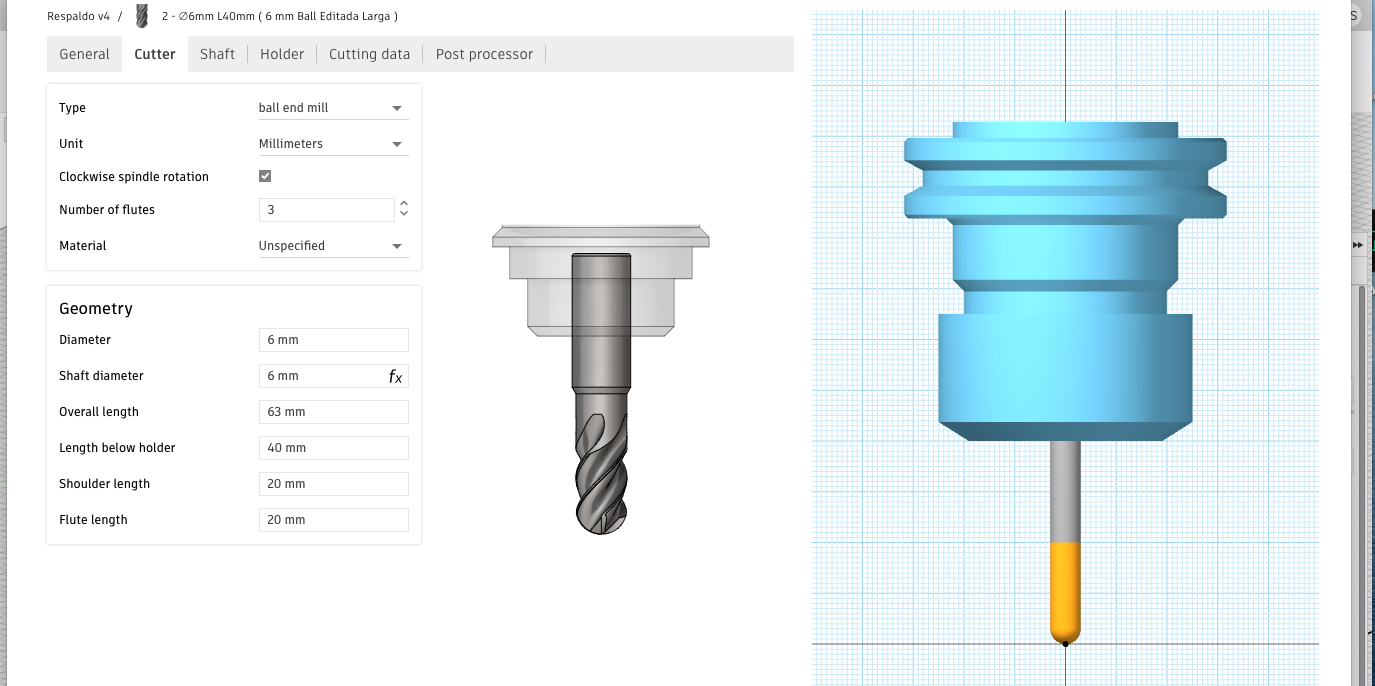 Respaldo v4 / 2 - ∅6mm L40mm ( 6 mm Ball Editada Larga )
General Cutter Shaft Holder Cutting data Post processor
Type ball end mill
Unit Millimeters
Clockwise spindle rotation
Number of flutes 3
Material Unspecified
Geometry
Diameter 6 mm
Shaft diameter 6 mm fx
Overall length 63 mm
Length below holder 40 mm
Shoulder length 20 mm
Flute length 20 mm
S